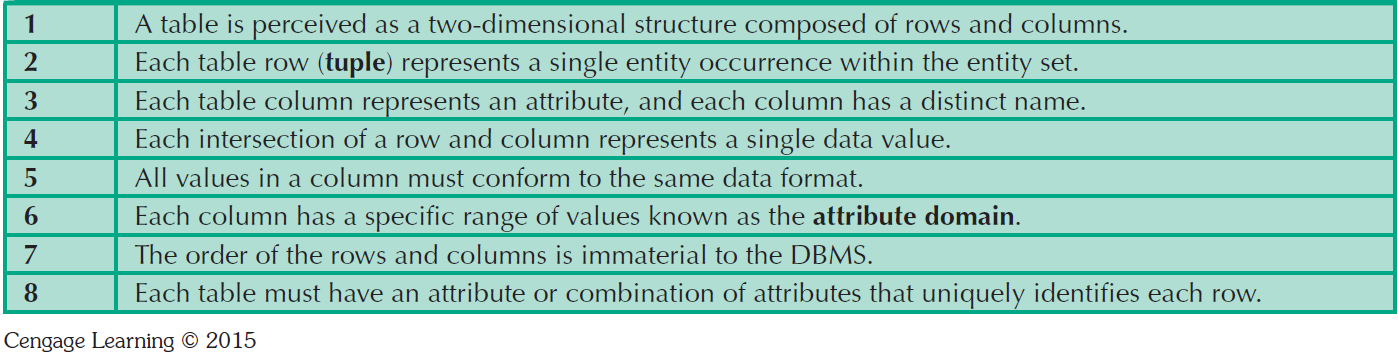 1 A table is perceived as a two-dimensional structure composed of rows and columns.
2 Each table row (tuple) represents a single entity occurrence within the entity set.
3 Each table column represents an attribute, and each column has a distinct name.
4 Each intersection of a row and column represents a single data value.
5 All values in a column must conform to the same data format.
6 Each column has a specific range of values known as the attribute domain.
7 The order of the rows and columns is immaterial to the DBMS.
8 Each table must have an attribute or combination of attributes that uniquely identifies each row.
Cengage Learning © 2015